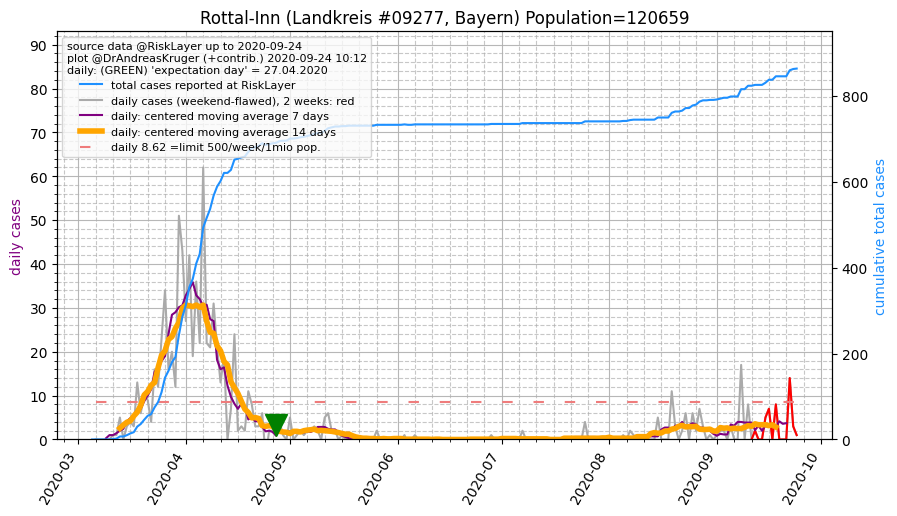 Rottal-Inn (Landkreis #09277, Bayern) Population=120659
source data @RiskLayer up to 2020-09-24
plot @DrAndreasKruger (+contrib.) 2020-09-24 10:12
daily: (GREEN) 'expectation day' = 27.04.2020
total cases reported at RiskLayer
daily cases (weekend-flawed), 2 weeks: red
daily: centered moving average 7 days
daily: centered moving average 14 days
daily 8.62 =limit 500/week/1mio pop.
daily cases
90
80
70
60
50
40
30
20
10
0
cumulative total cases
800
600
400
200
0
2020-03
2020-04
2020-05
2020-06
2020-07
2020-08
2020-09
2020-10